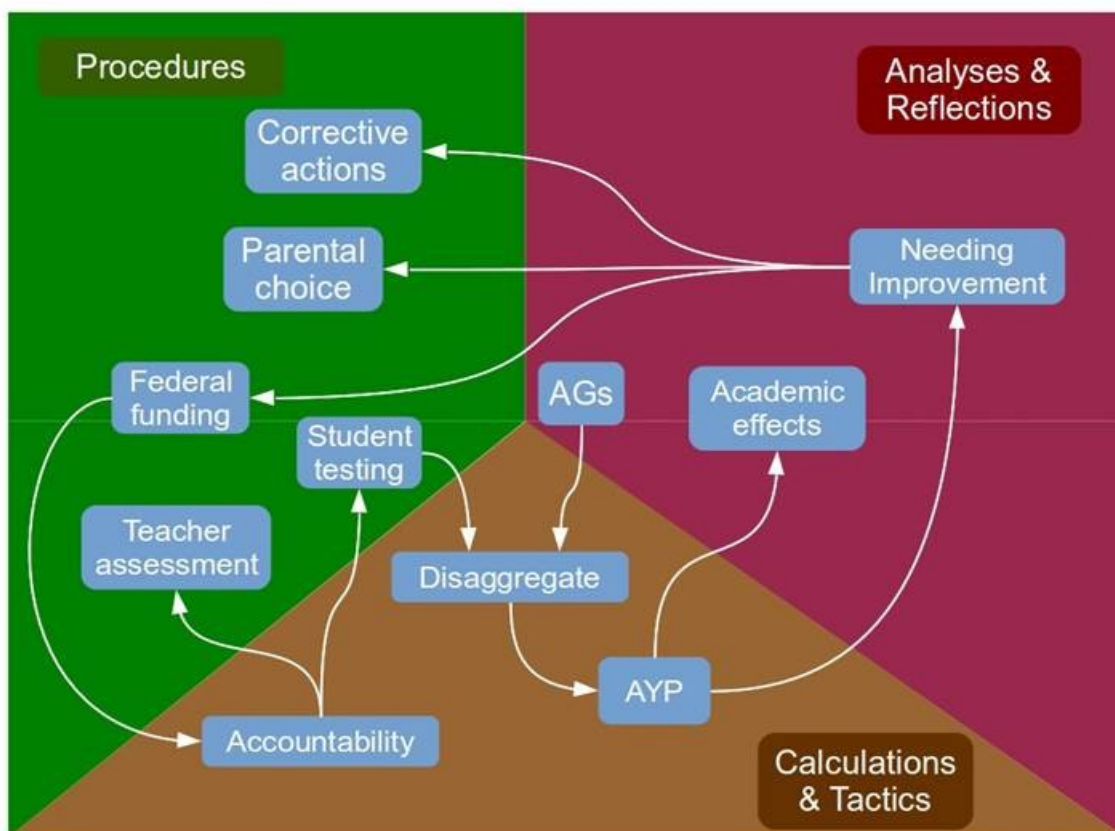 Procedures
Analyses &
Reflections
Corrective
actions
Parental
choice
Needing
Improvement
Federal
funding
AGs
Academic
effects
Student
testing
Teacher
assessment
Disaggregate
AYP
Accountability
Calculations
& Tactics